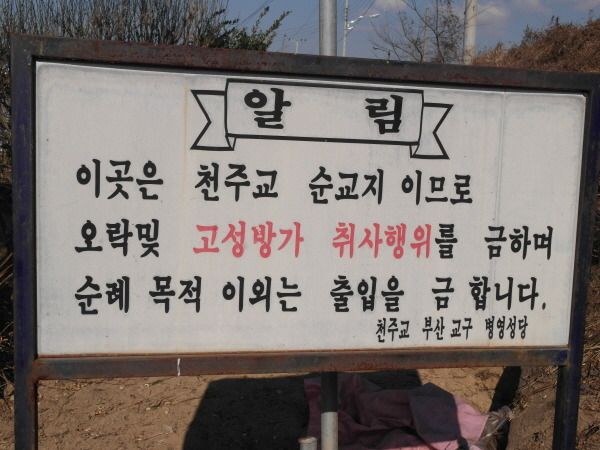 알 림
이곳은 천주교 순교지 이므로
오락및 고성방가 취사행위를 금하며
순례 목적 이외는 출입을 금 합니다.
천주교 부산 교구 병영성당